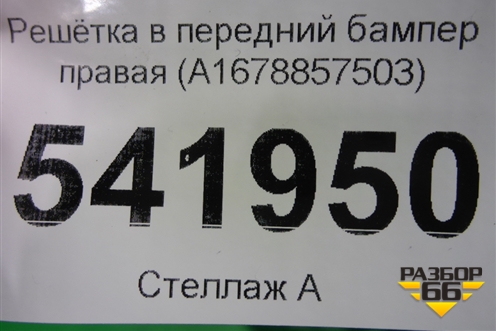 Решётка в передний бампер
правая (A1678857503)
541950
Стеллаж А
РАЗБОР
66